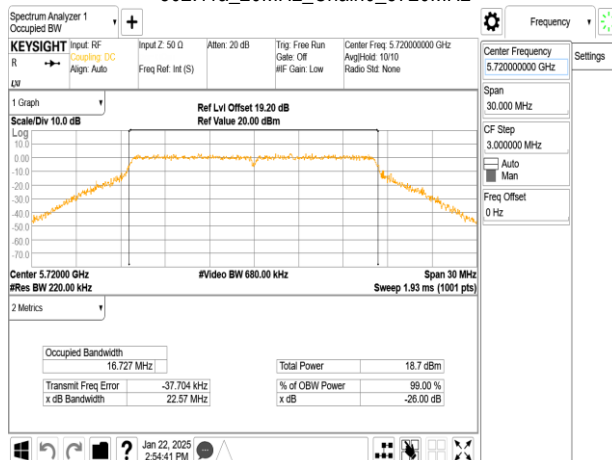 Spectrum Analyzer 1
Occupied BW
Frequency
KEYSIGHT
R
LXI
Input: RF
Coupling: DC
Align: Auto
Input Z: 50 Ω
Freq Ref: Int (S)
Atten: 20 dB
Trig: Free Run
Gate: Off
#IF Gain: Low
Center Freq: 5.720000000 GHz
Avg|Hold: 10/10
Radio Std: None
Center Frequency
5.720000000 GHz
Settings
Span
30.000 MHz
CF Step
3.000000 MHz
Auto
Man
Freq Offset
0 Hz
1 Graph
Scale/Div 10.0 dB
Ref Lvl Offset 19.20 dB
Ref Value 20.00 dBm
Log
10.0
0.00
-10.0
-20.0
-30.0
-40.0
-50.0
-60.0
-70.0
Center 5.72000 GHz
#Video BW 680.00 kHz
Span 30 MHz
#Res BW 220.00 kHz
Sweep 1.93 ms (1001 pts)
2 Metrics
Occupied Bandwidth
16.727 MHz
Total Power 18.7 dBm
Transmit Freq Error -37.704 kHz
% of OBW Power 99.00 %
x dB Bandwidth 22.57 MHz
x dB -26.00 dB
?
Jan 22, 2025
2:54:41 PM